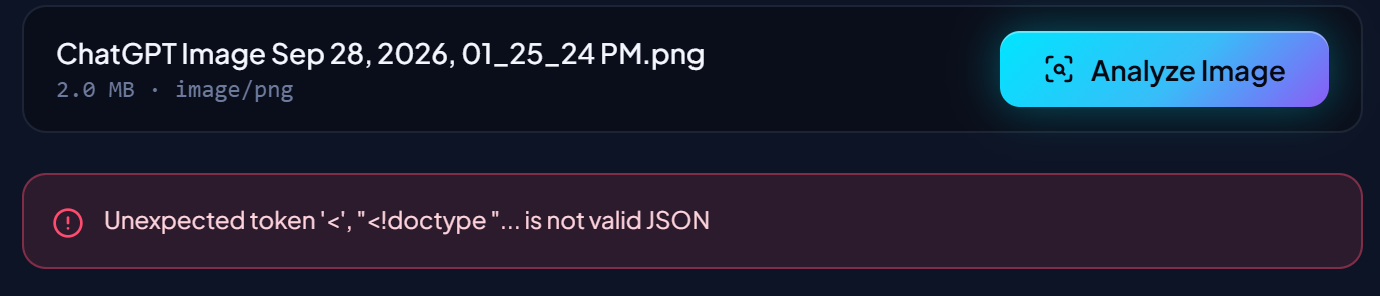 ChatGPT Image Sep 28, 2026, 01_25_24 PM.png
2.0 MB · image/png
Analyze Image
Unexpected token '<', "<!doctype "... is not valid JSON